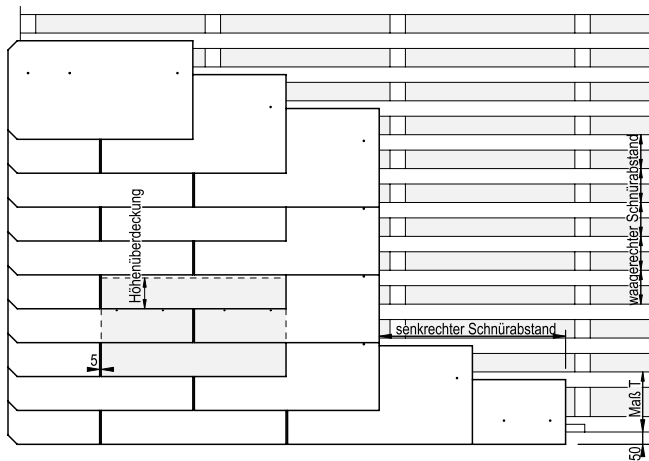 waagerechter Schnürabstand
Höhenüberdeckung
senkrechter Schnürabstand
5
Maß T
50